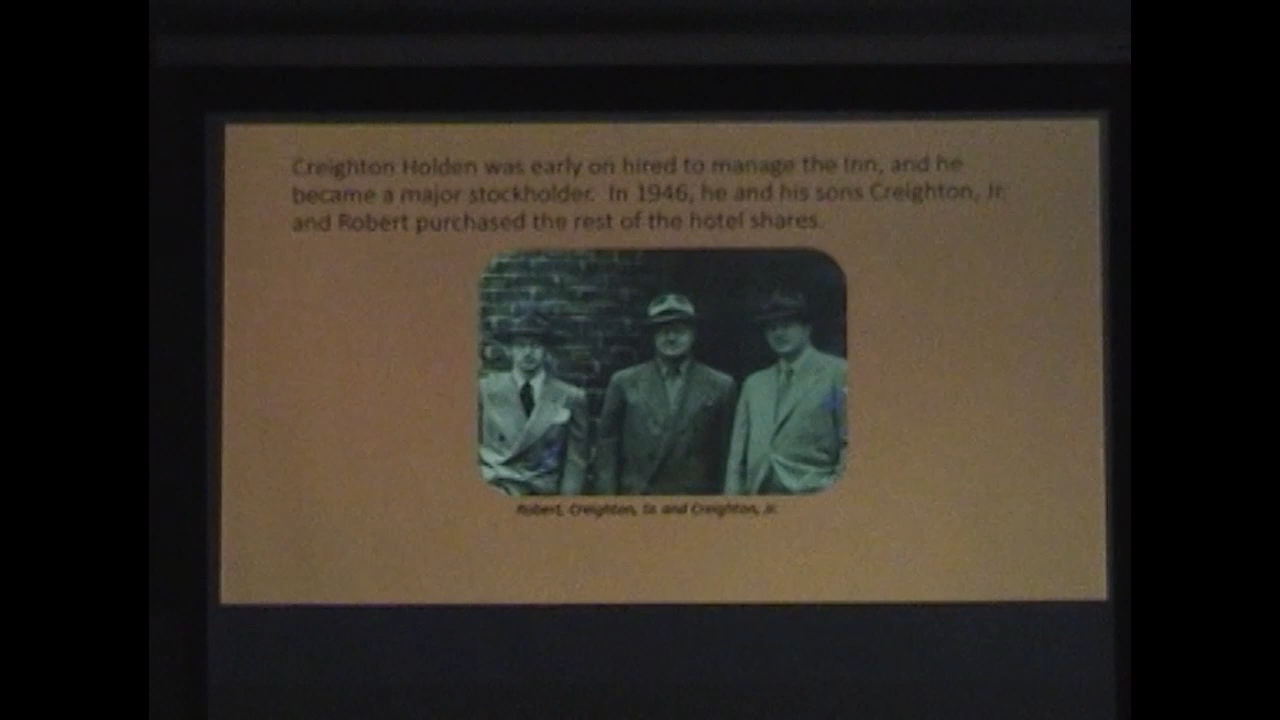 Creighton Holden was early on hired to manage the Inn, and he
became a major stockholder. In 1946, he and his sons Creighton, Jr.
and Robert purchased the rest of the hotel shares.
Robert, Creighton, Sr. and Creighton, Jr.